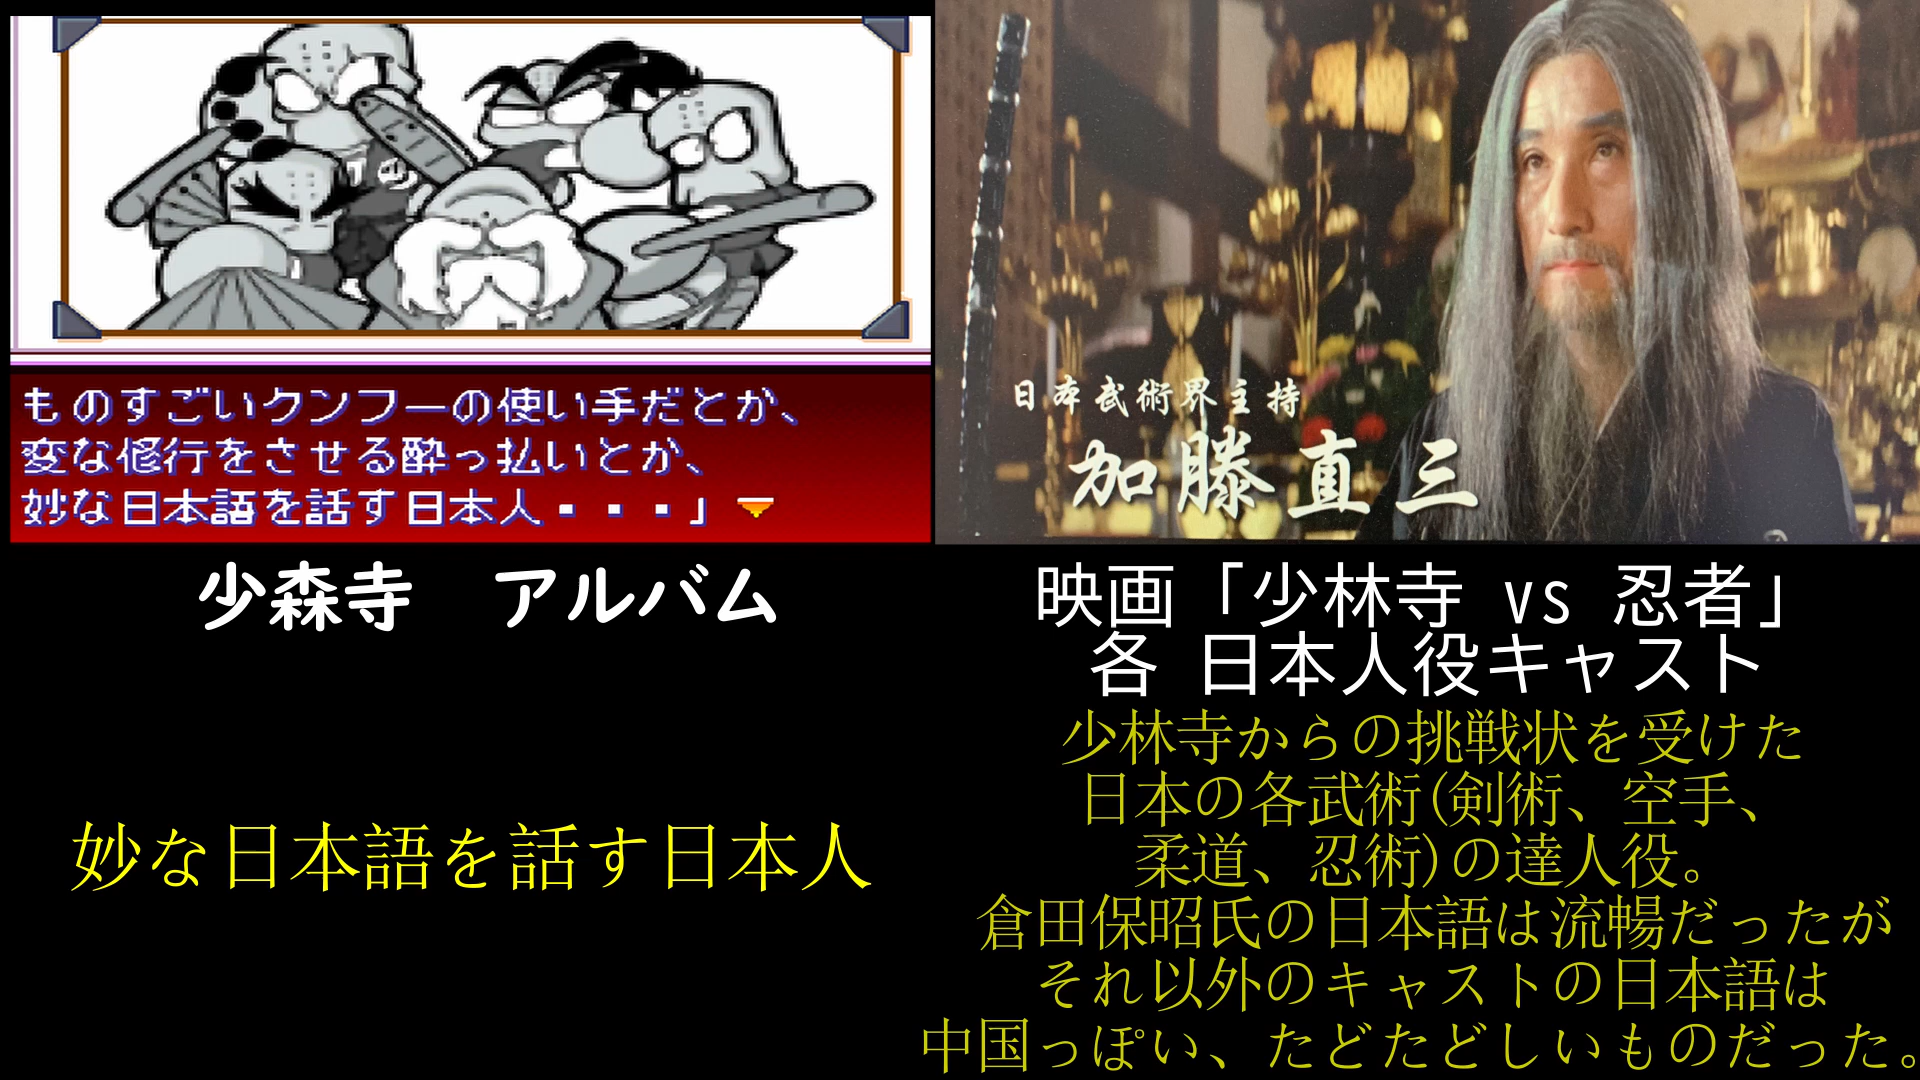 ものすごいクンフーの使い手だとか、
変な修行をさせる酔っ払いとか、
妙な日本語を話す日本人・・・」
少森寺　アルバム
妙な日本語を話す日本人
日本武術界主持
加藤直三
映画「少林寺 vs 忍者」
各 日本人役キャスト
少林寺からの挑戦状を受けた
日本の各武術(剣術、空手、
柔道、忍術)の達人役。
倉田保昭氏の日本語は流暢だったが
それ以外のキャストの日本語は
中国っぽい、たどたどしいものだった。